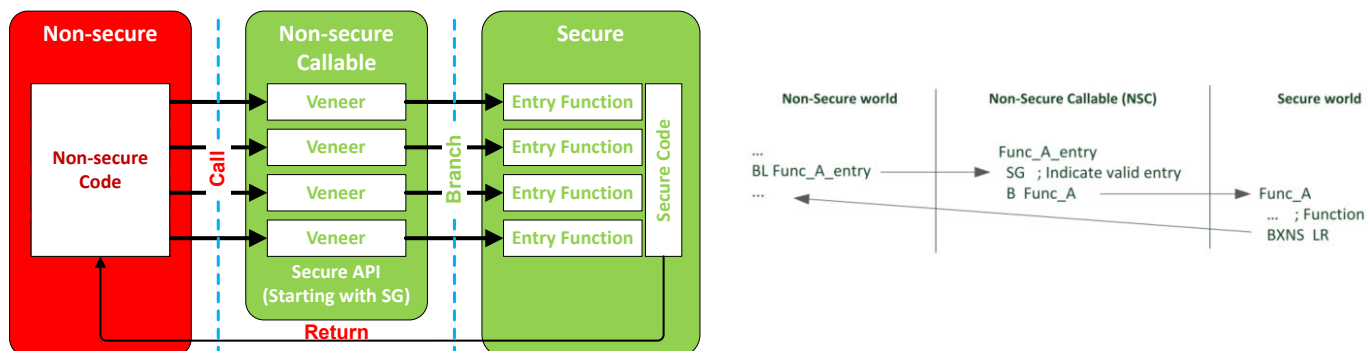 Non-secure
Non-secure
Code
Call
Non-secure
Callable
Veneer
Veneer
Veneer
Veneer
Secure API
(Starting with SG)
Branch
Secure
Entry Function
Entry Function
Entry Function
Entry Function
Secure Code
Return
Non-Secure world
Non-Secure Callable (NSC)
Secure world
...
BL Func_A_entry
...
Func_A_entry
SG ; Indicate valid entry
B Func_A
Func_A
... ; Function
BXNS LR